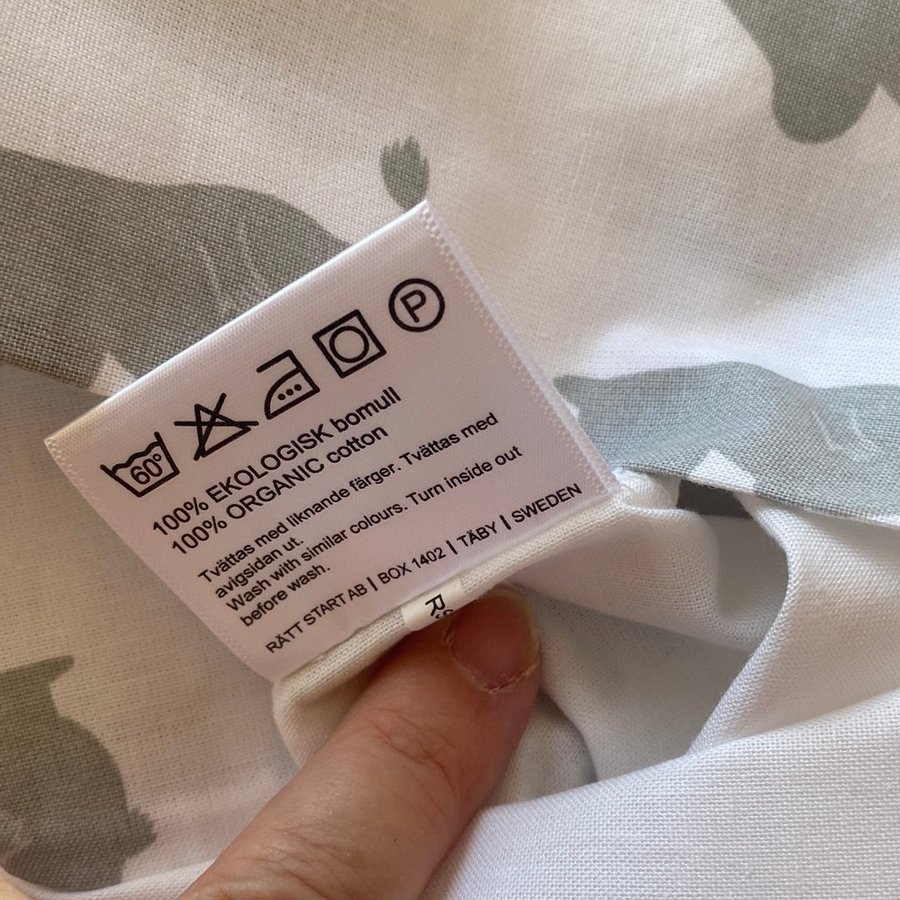 60°
P
100% EKOLOGISK bomull
100% ORGANIC cotton
Tvättas med liknande färger. Tvättas med
avigsidan ut.
Wash with similar colours. Turn inside out
before wash.
RÄTT START AB | BOX 1402 | TÄBY | SWEDEN